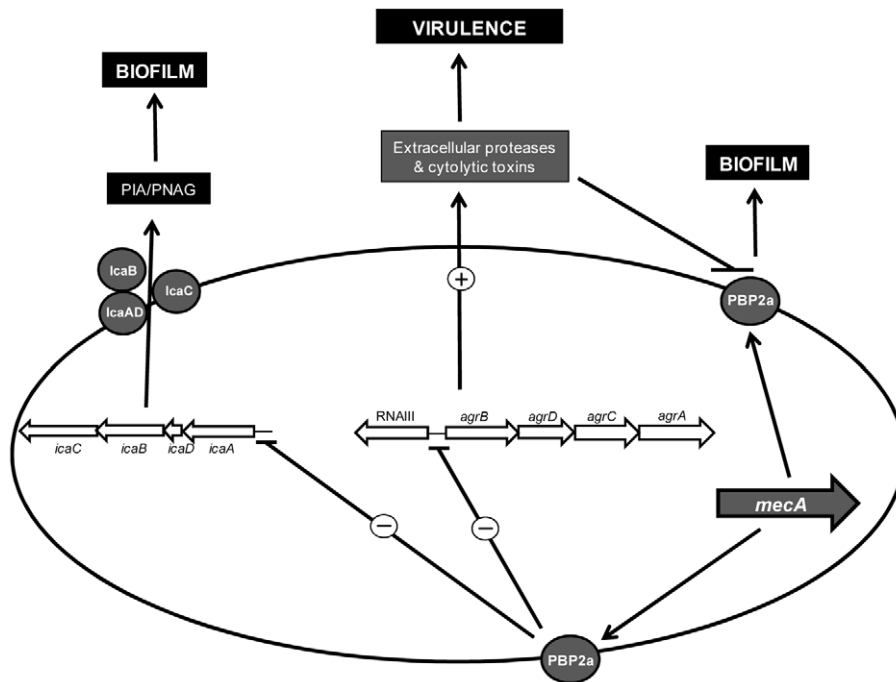 VIRULENCE
BIOFILM
Extracellular proteases
& cytolytic toxins
BIOFILM
PIA/PNAG
IcaB
IcaC
IcaAD
+
PBP2a
RNAIII
agrB
agrD
agrC
agrA
icaC
icaB
icaD
icaA
mecA
−
−
PBP2a